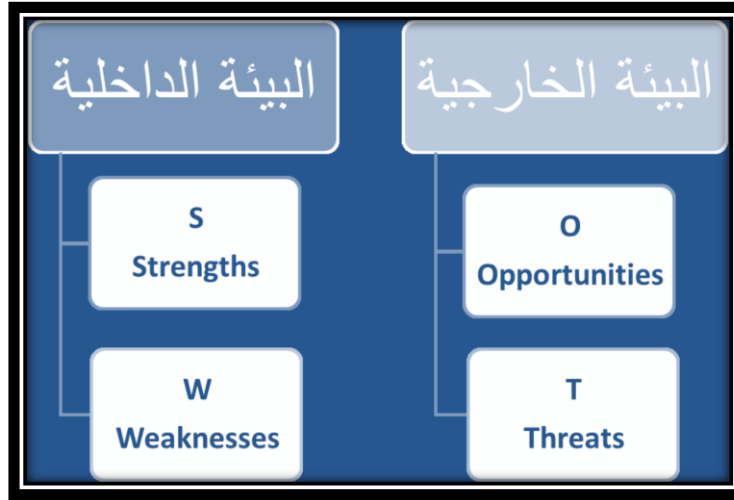 البيئة الخارجية
O
Opportunities
T
Threats
البيئة الداخلية
S
Strengths
W
Weaknesses